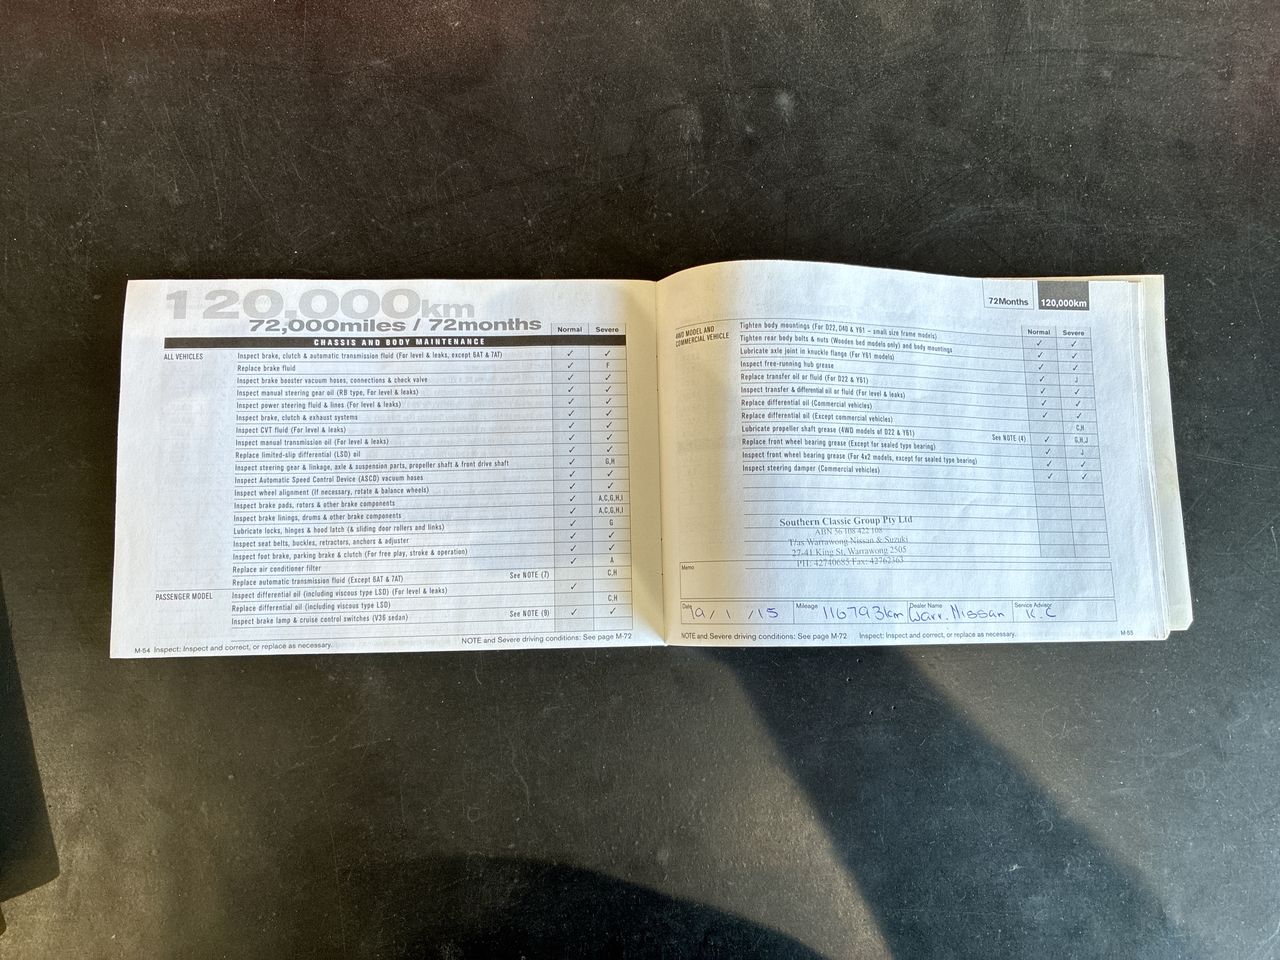 120,000km
72,000miles / 72months
Normal Severe
CHASSIS AND BODY MAINTENANCE
ALL VEHICLES
Inspect brake, clutch & automatic transmission fluid (For level & leaks, except 6AT & 7AT) ✓ ✓
Replace brake fluid ✓ F
Inspect brake booster vacuum hoses, connections & check valve ✓ ✓
Inspect manual steering gear oil (RB type, For level & leaks) ✓ ✓
Inspect power steering fluid & lines (For level & leaks) ✓ ✓
Inspect brake, clutch & exhaust systems ✓ ✓
Inspect CVT fluid (For level & leaks) ✓ ✓
Inspect manual transmission oil (For level & leaks) ✓ ✓
Replace limited-slip differential (LSD) oil ✓ ✓
Inspect steering gear & linkage, axle & suspension parts, propeller shaft & front drive shaft ✓ G,H
Inspect Automatic Speed Control Device (ASCD) vacuum hoses ✓ ✓
Inspect wheel alignment (if necessary, rotate & balance wheels) ✓ ✓
Inspect brake pads, rotors & other brake components ✓ A,C,G,H,I
Inspect brake linings, drums & other brake components ✓ A,C,G,H,I
Lubricate locks, hinges & hood latch (& sliding door rollers and links) ✓ G
Inspect seat belts, buckles, retractors, anchors & adjuster ✓ ✓
Inspect foot brake, parking brake & clutch (For free play, stroke & operation) ✓ ✓
Replace air conditioner filter ✓ A
Replace automatic transmission fluid (Except 6AT & 7AT) See NOTE (7) C,H
PASSENGER MODEL
Inspect differential oil (including viscous type LSD) (For level & leaks) ✓
Replace differential oil (including viscous type LSD) C,H
Inspect brake lamp & cruise control switches (V36 sedan) See NOTE (9) ✓ ✓
NOTE and Severe driving conditions: See page M-72
M-54 Inspect: Inspect and correct, or replace as necessary.
72Months 120,000km
Normal Severe
4WD MODEL AND
COMMERCIAL VEHICLE
Tighten body mountings (For D22, D40 & Y61 - small size frame models) ✓ ✓
Tighten rear body bolts & nuts (Wooden bed models only) and body mountings ✓ ✓
Lubricate axle joint in knuckle flange (For Y61 models) ✓ ✓
Inspect free-running hub grease ✓ ✓
Replace transfer oil or fluid (For D22 & Y61) ✓ J
Inspect transfer & differential oil or fluid (For level & leaks) ✓ ✓
Replace differential oil (Commercial vehicles) ✓ ✓
Replace differential oil (Except commercial vehicles) ✓ ✓
Lubricate propeller shaft grease (4WD models of D22 & Y61) C,H
Replace front wheel bearing grease (Except for sealed type bearing) See NOTE (4) ✓ G,H,J
Inspect front wheel bearing grease (For 4x2 models, except for sealed type bearing) ✓ J
Inspect steering damper (Commercial vehicles) ✓ ✓
✓ ✓
Southern Classic Group Pty Ltd
ABN 56 108 422 108
T/as Warrawong Nissan & Suzuki
27-41 King St, Warrawong 2505
PH: 42740685 Fax: 42762363
Memo
Date 19/1/15 Mileage 116793km Dealer Name Warr. Nissan Service Advisor K.C
NOTE and Severe driving conditions: See page M-72 Inspect: Inspect and correct, or replace as necessary. M-55